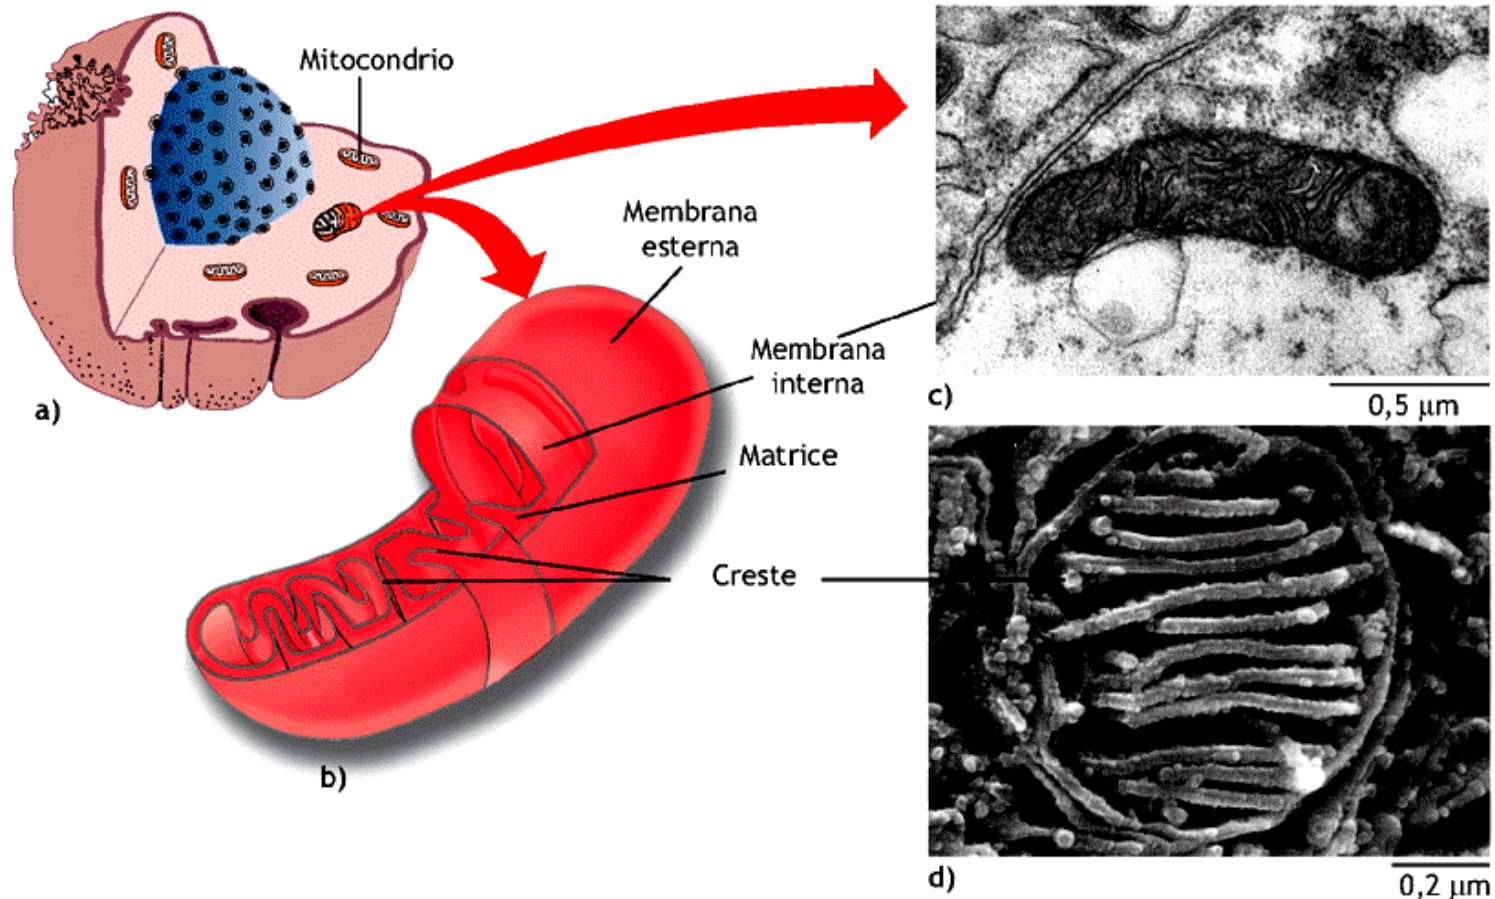 Mitocondrio
a)
Membrana
esterna
Membrana
interna
Matrice
Creste
b)
c)
0,5 µm
d)
0,2 µm